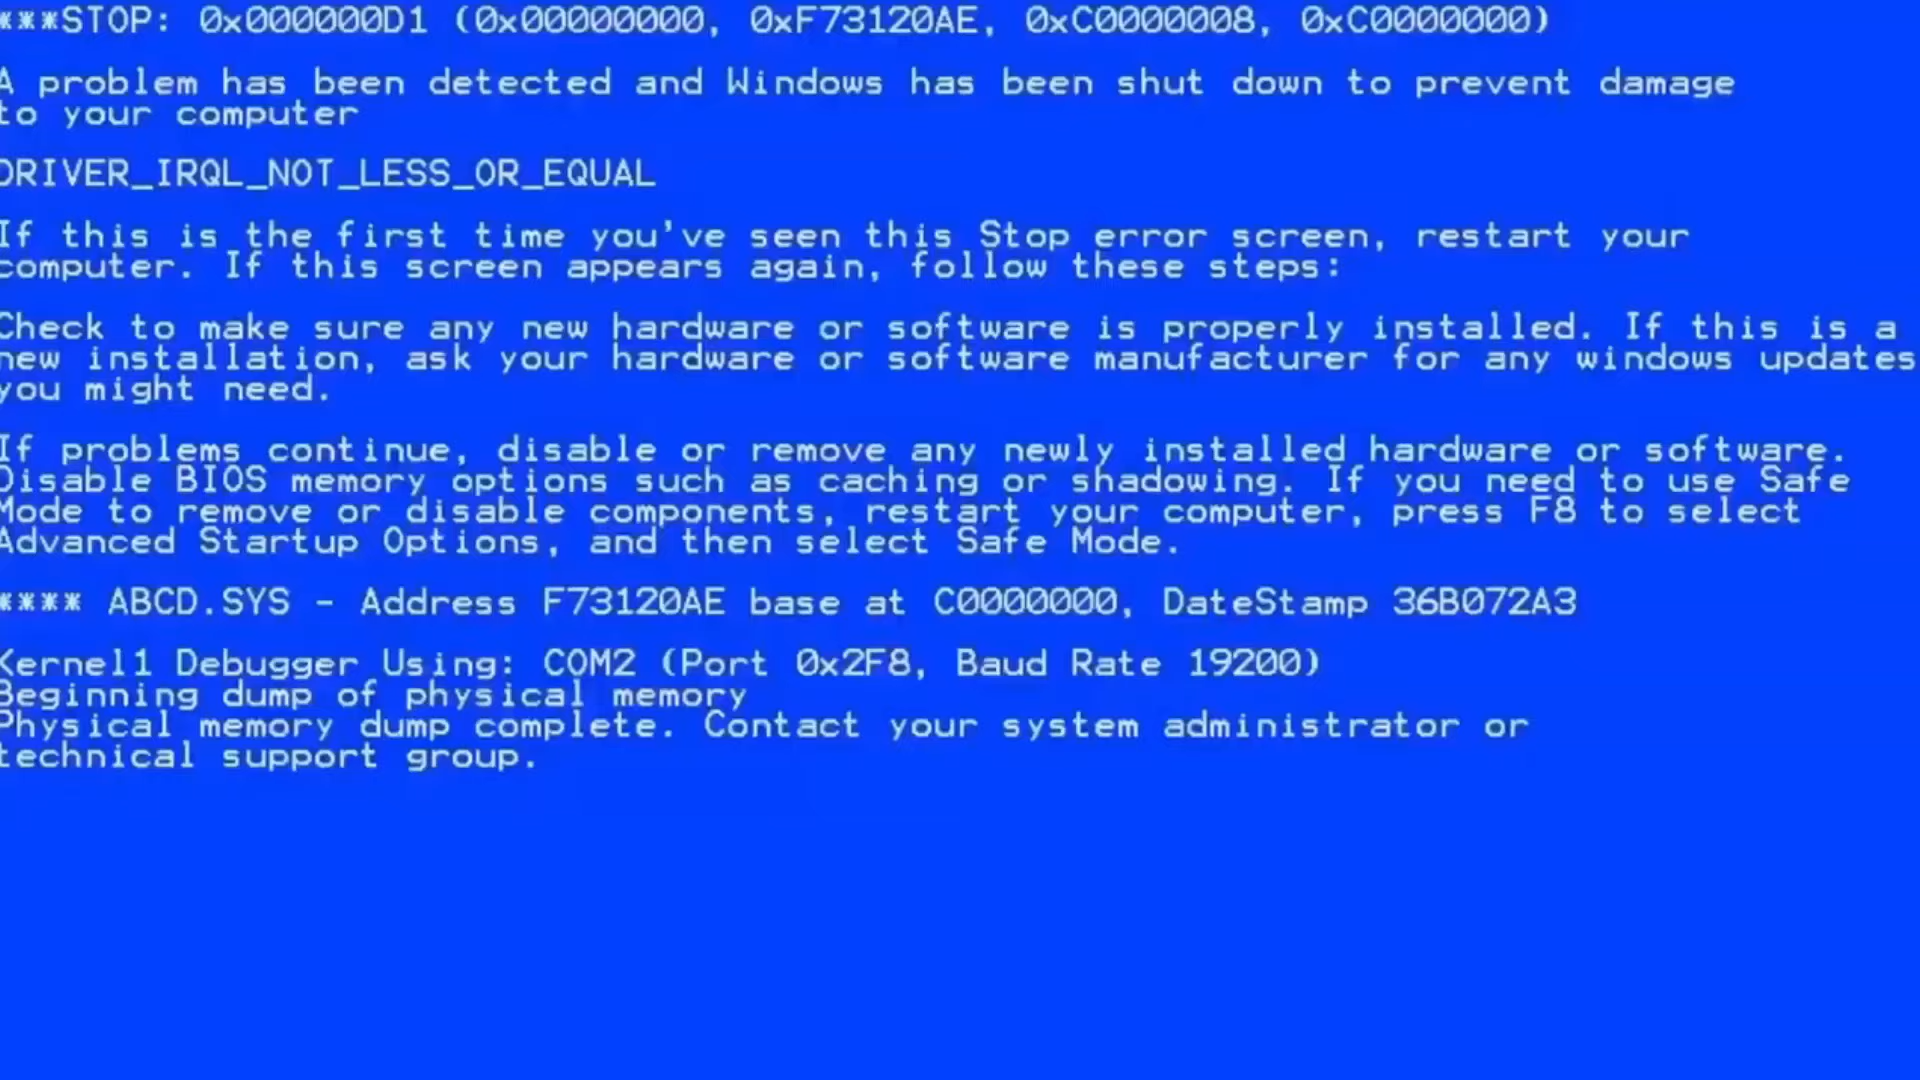 ***STOP: 0x000000D1 (0x00000000, 0xF73120AE, 0xC0000008, 0xC0000000)
A problem has been detected and Windows has been shut down to prevent damage
to your computer
DRIVER_IRQL_NOT_LESS_OR_EQUAL
If this is the first time you've seen this Stop error screen, restart your
computer. If this screen appears again, follow these steps:
Check to make sure any new hardware or software is properly installed. If this is a
new installation, ask your hardware or software manufacturer for any windows updates
you might need.
If problems continue, disable or remove any newly installed hardware or software.
Disable BIOS memory options such as caching or shadowing. If you need to use Safe
Mode to remove or disable components, restart your computer, press F8 to select
Advanced Startup Options, and then select Safe Mode.
**** ABCD.SYS - Address F73120AE base at C0000000, DateStamp 36B072A3
Kernel1 Debugger Using: COM2 (Port 0x2F8, Baud Rate 19200)
Beginning dump of physical memory
Physical memory dump complete. Contact your system administrator or
technical support group.